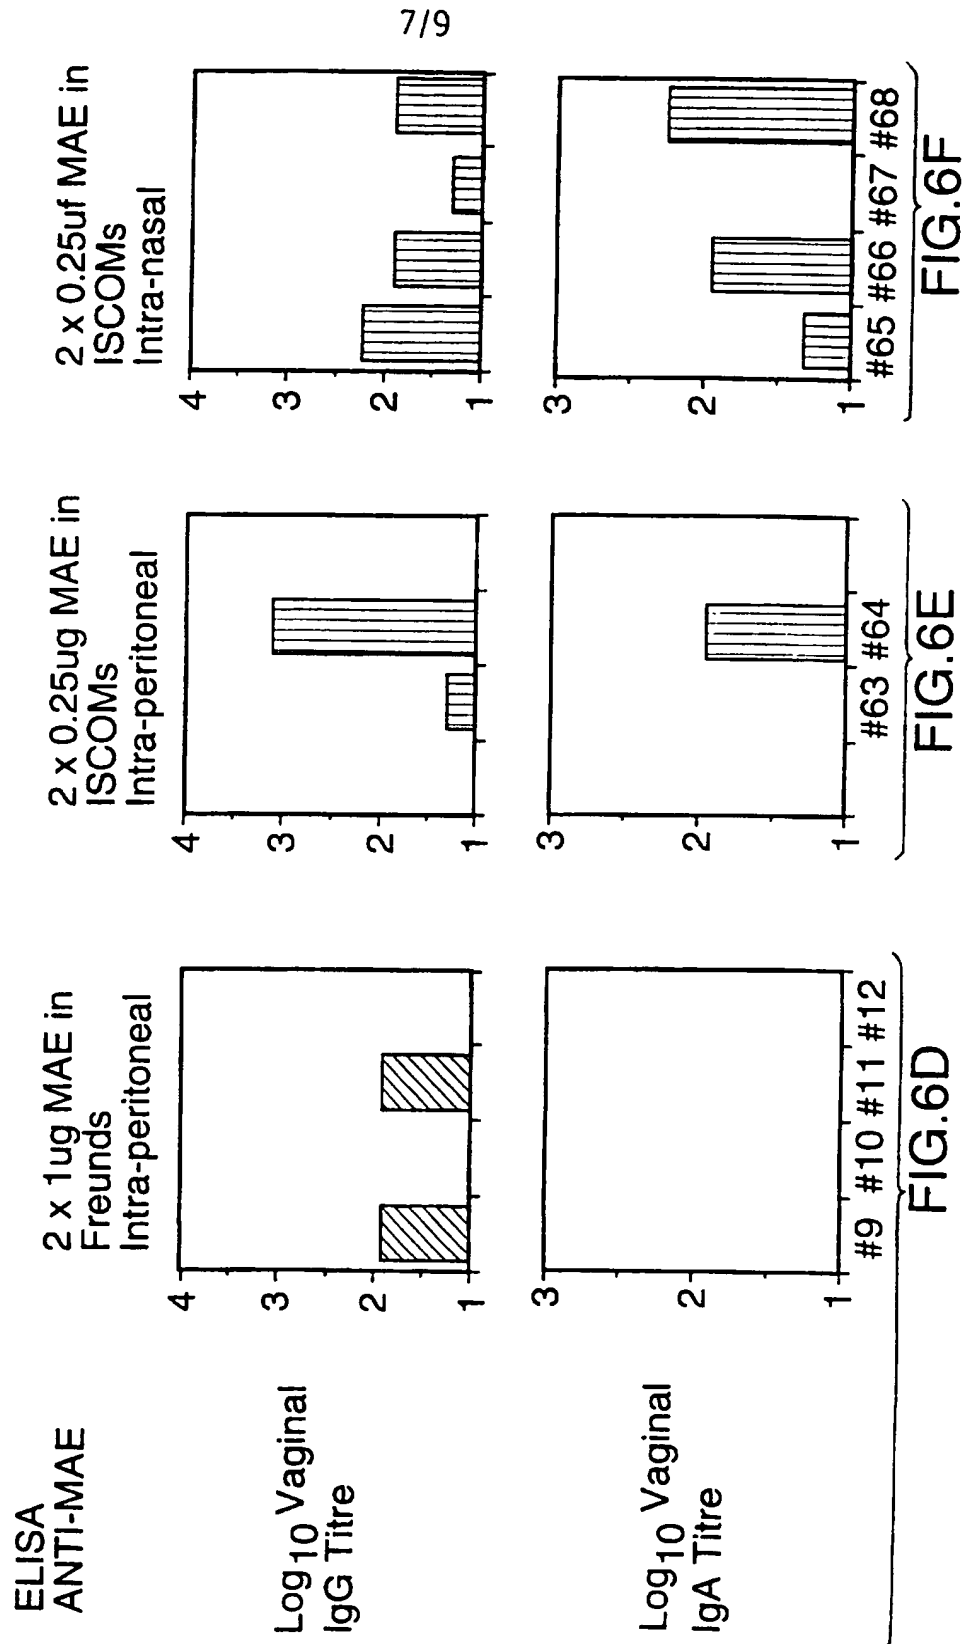 7/9
ELISA
ANTI-MAE
2 x 1ug MAE in
Freunds
Intra-peritoneal
2 x 0.25ug MAE in
ISCOMs
Intra-peritoneal
2 x 0.25uf MAE in
ISCOMs
Intra-nasal
Log10 Vaginal
IgG Titre
4
3
2
1
4
3
2
1
4
3
2
1
Log10 Vaginal
IgA Titre
3
2
1
3
2
1
3
2
1
#9 #10 #11 #12
#63 #64
#65 #66 #67 #68
FIG.6D
FIG.6E
FIG.6F